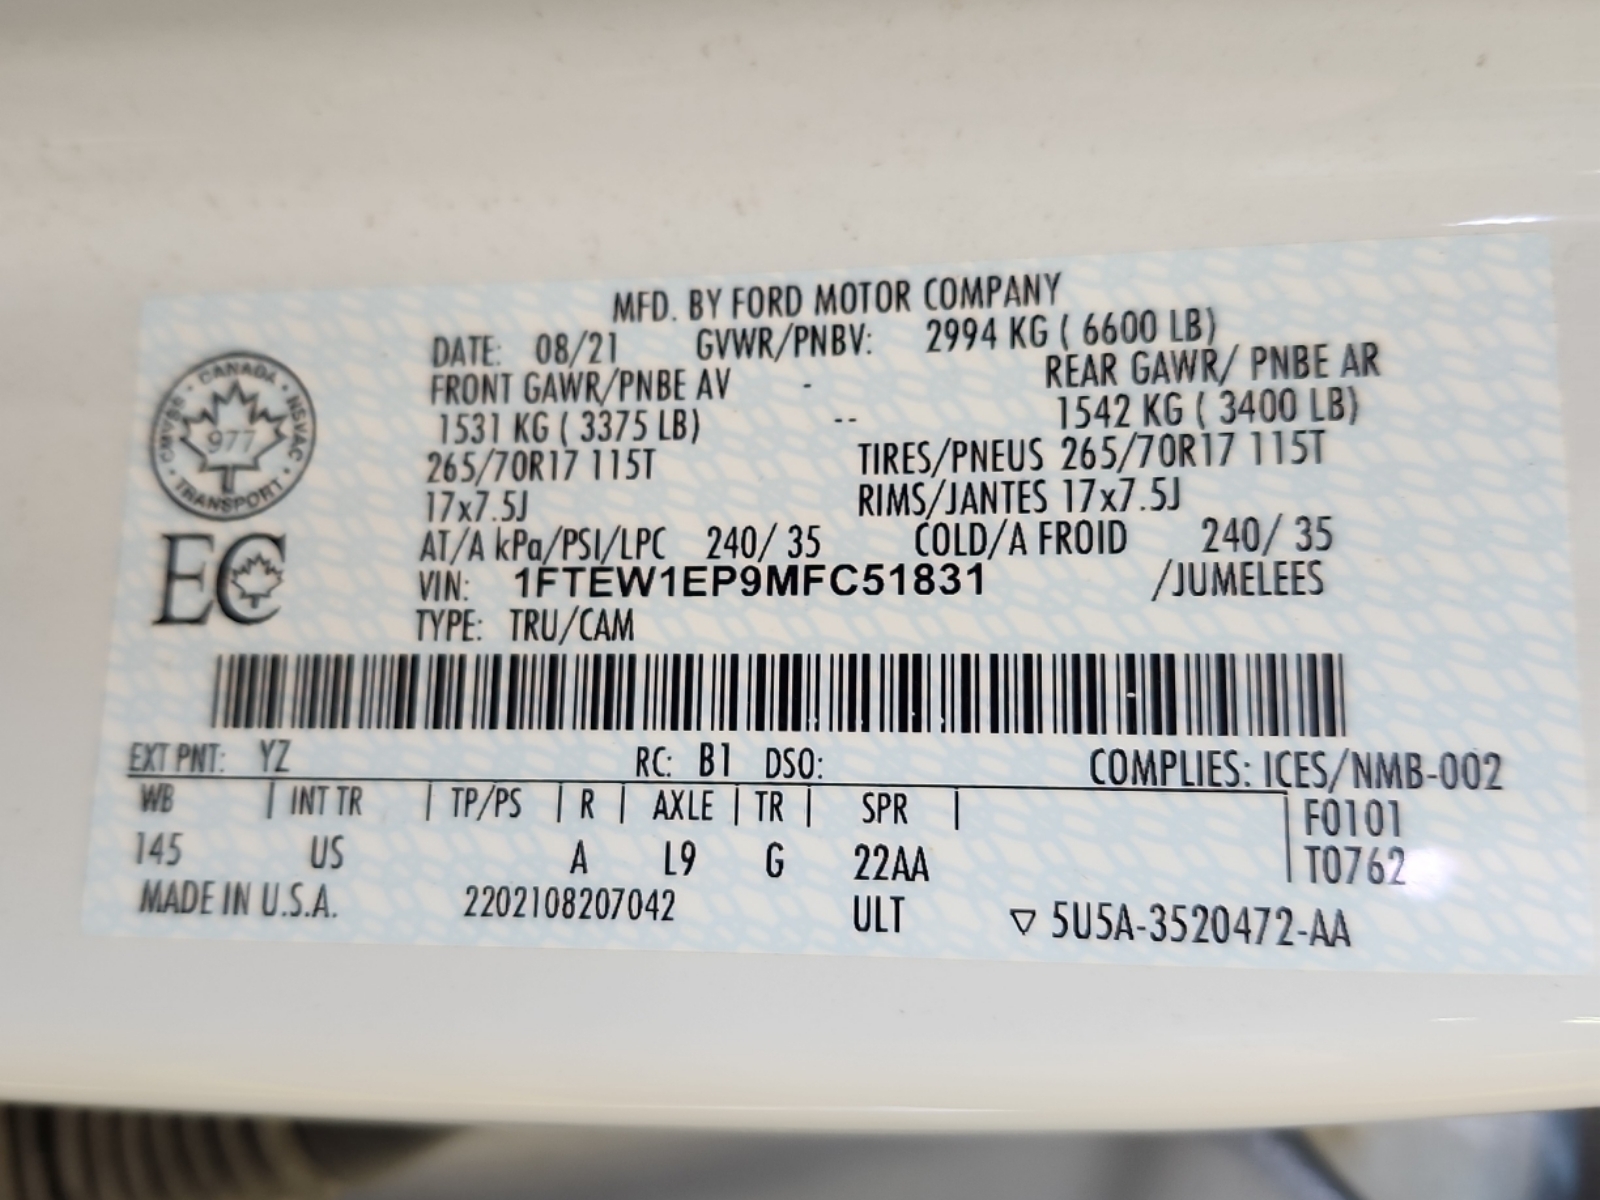 MFD. BY FORD MOTOR COMPANY
DATE: 08/21 GVWR/PNBV: 2994 KG ( 6600 LB)
FRONT GAWR/PNBE AV - REAR GAWR/ PNBE AR
1531 KG ( 3375 LB) -- 1542 KG ( 3400 LB)
265/70R17 115T TIRES/PNEUS 265/70R17 115T
17x7.5J RIMS/JANTES 17x7.5J
AT/A kPa/PSI/LPC 240/ 35 COLD/A FROID 240/ 35
VIN: 1FTEW1EP9MFC51831 /JUMELEES
TYPE: TRU/CAM
CANADA • NSVAC • TRANSPORT • CMVSS •
977
EC
EXT PNT: YZ RC: B1 DSO: COMPLIES: ICES/NMB-002
WB | INT TR | TP/PS | R | AXLE | TR | SPR | F0101
145 US A L9 G 22AA T0762
MADE IN U.S.A. 2202108207042 ULT ▽ 5U5A-3520472-AA